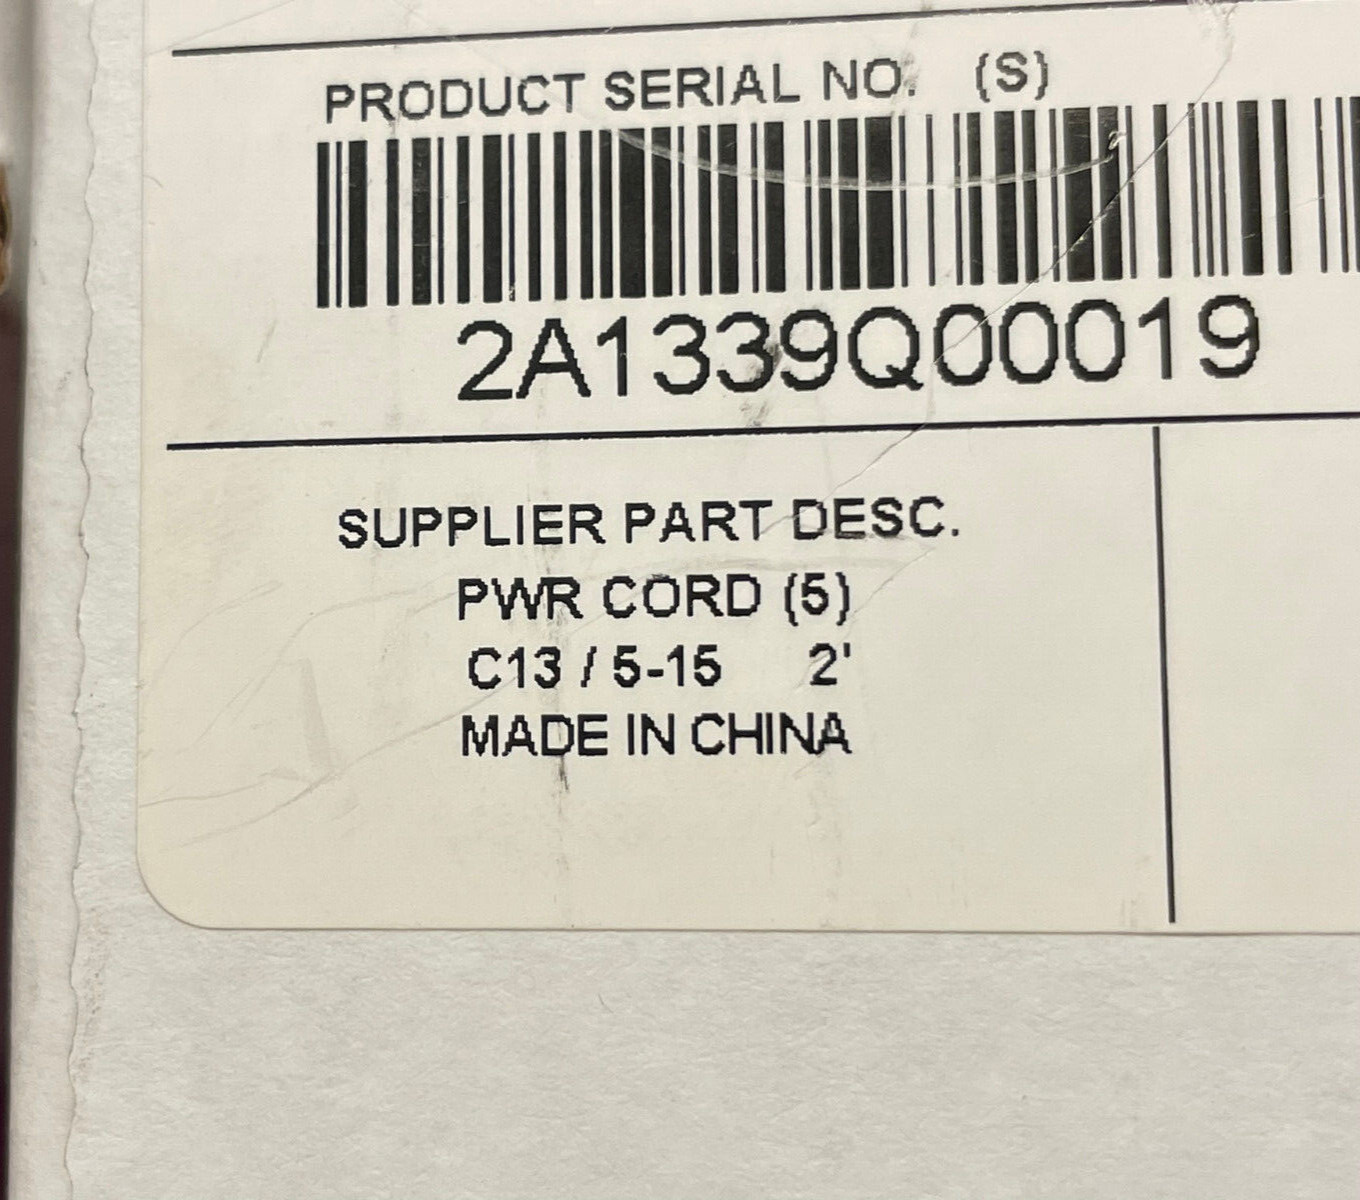 PRODUCT SERIAL NO. (S)
2A1339Q00019
SUPPLIER PART DESC.
PWR CORD (5)
C13 / 5-15 2'
MADE IN CHINA